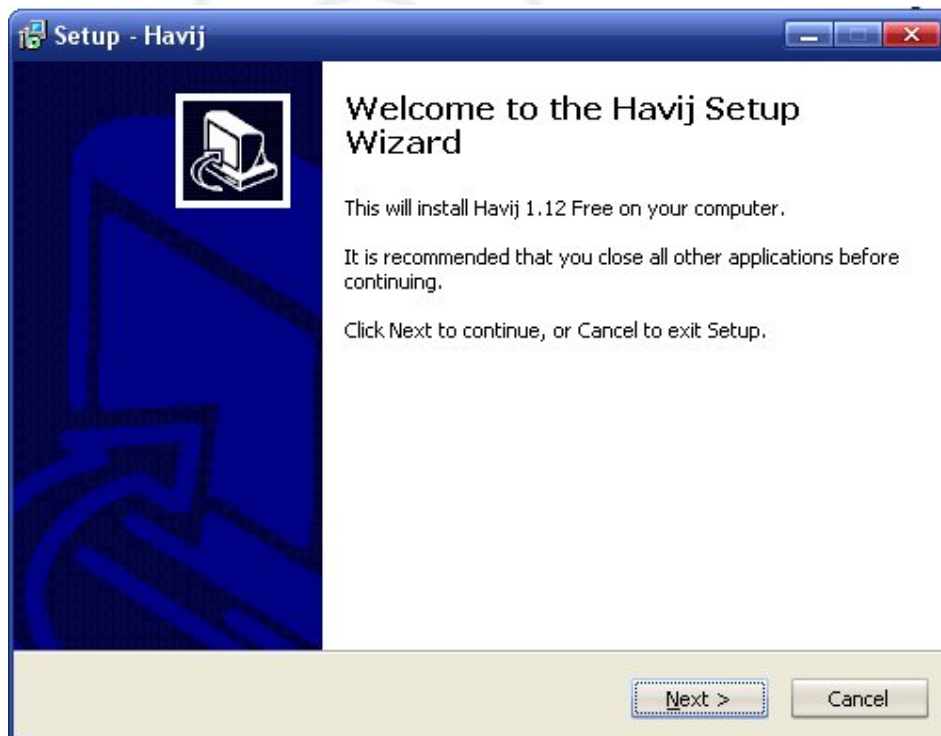 Setup - Havij
Welcome to the Havij Setup
Wizard
This will install Havij 1.12 Free on your computer.
It is recommended that you close all other applications before
continuing.
Click Next to continue, or Cancel to exit Setup.
Next >
Cancel